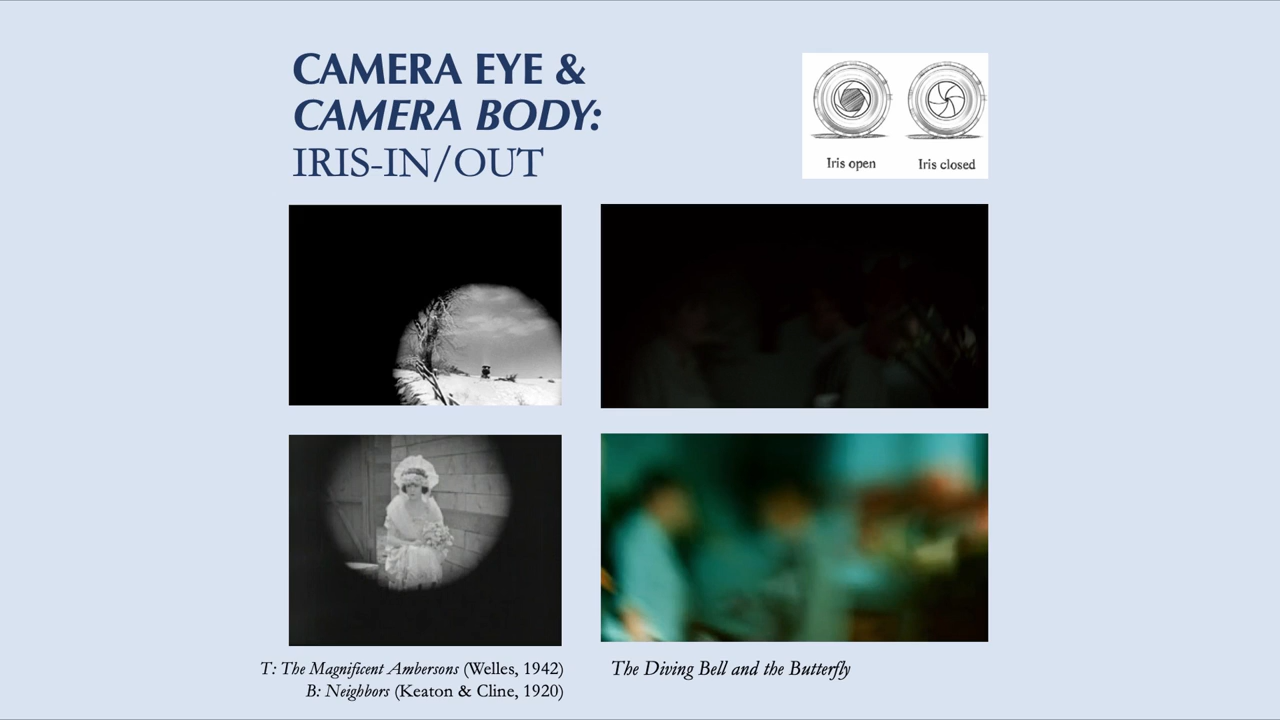 CAMERA EYE &
CAMERA BODY:
IRIS-IN/OUT
Iris open
Iris closed
T: The Magnificent Ambersons (Welles, 1942)
B: Neighbors (Keaton & Cline, 1920)
The Diving Bell and the Butterfly